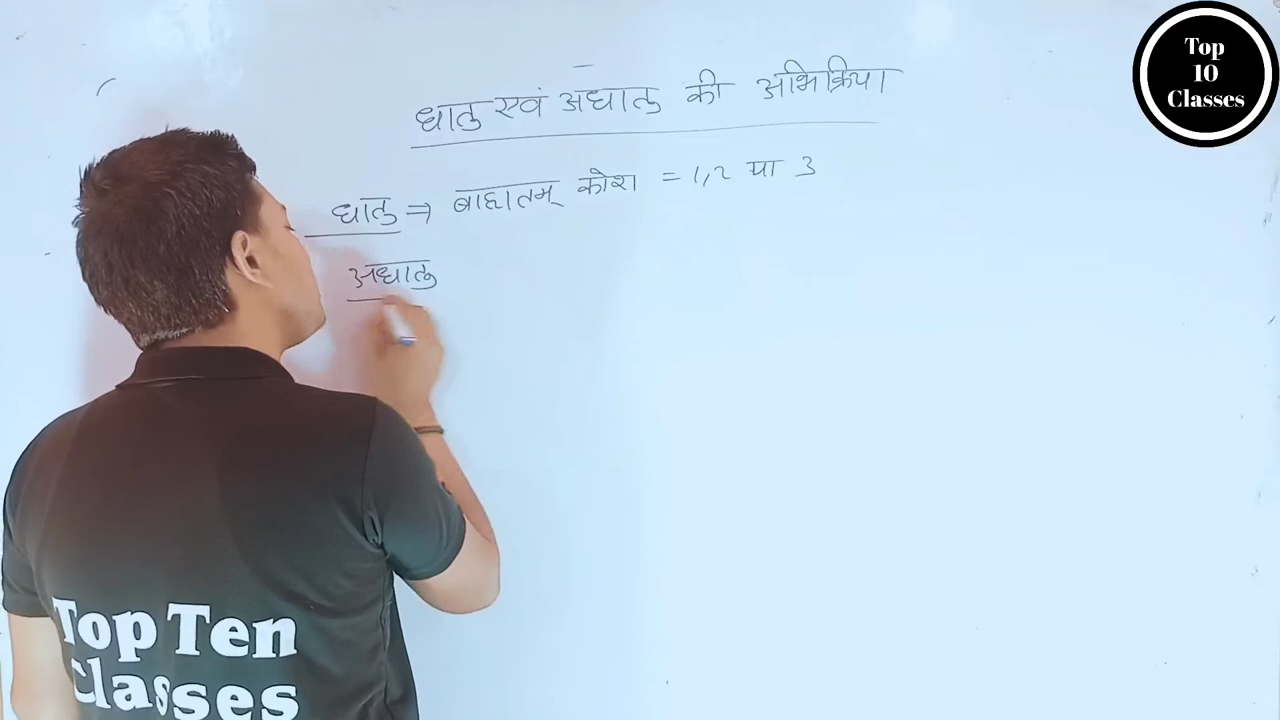 धातु एवं अधातु की अभिक्रिया
धातु ⇒ बाह्यतम् कोश = 1,2 या 3
अधातु
Top
10
Classes
Top Ten
Classes